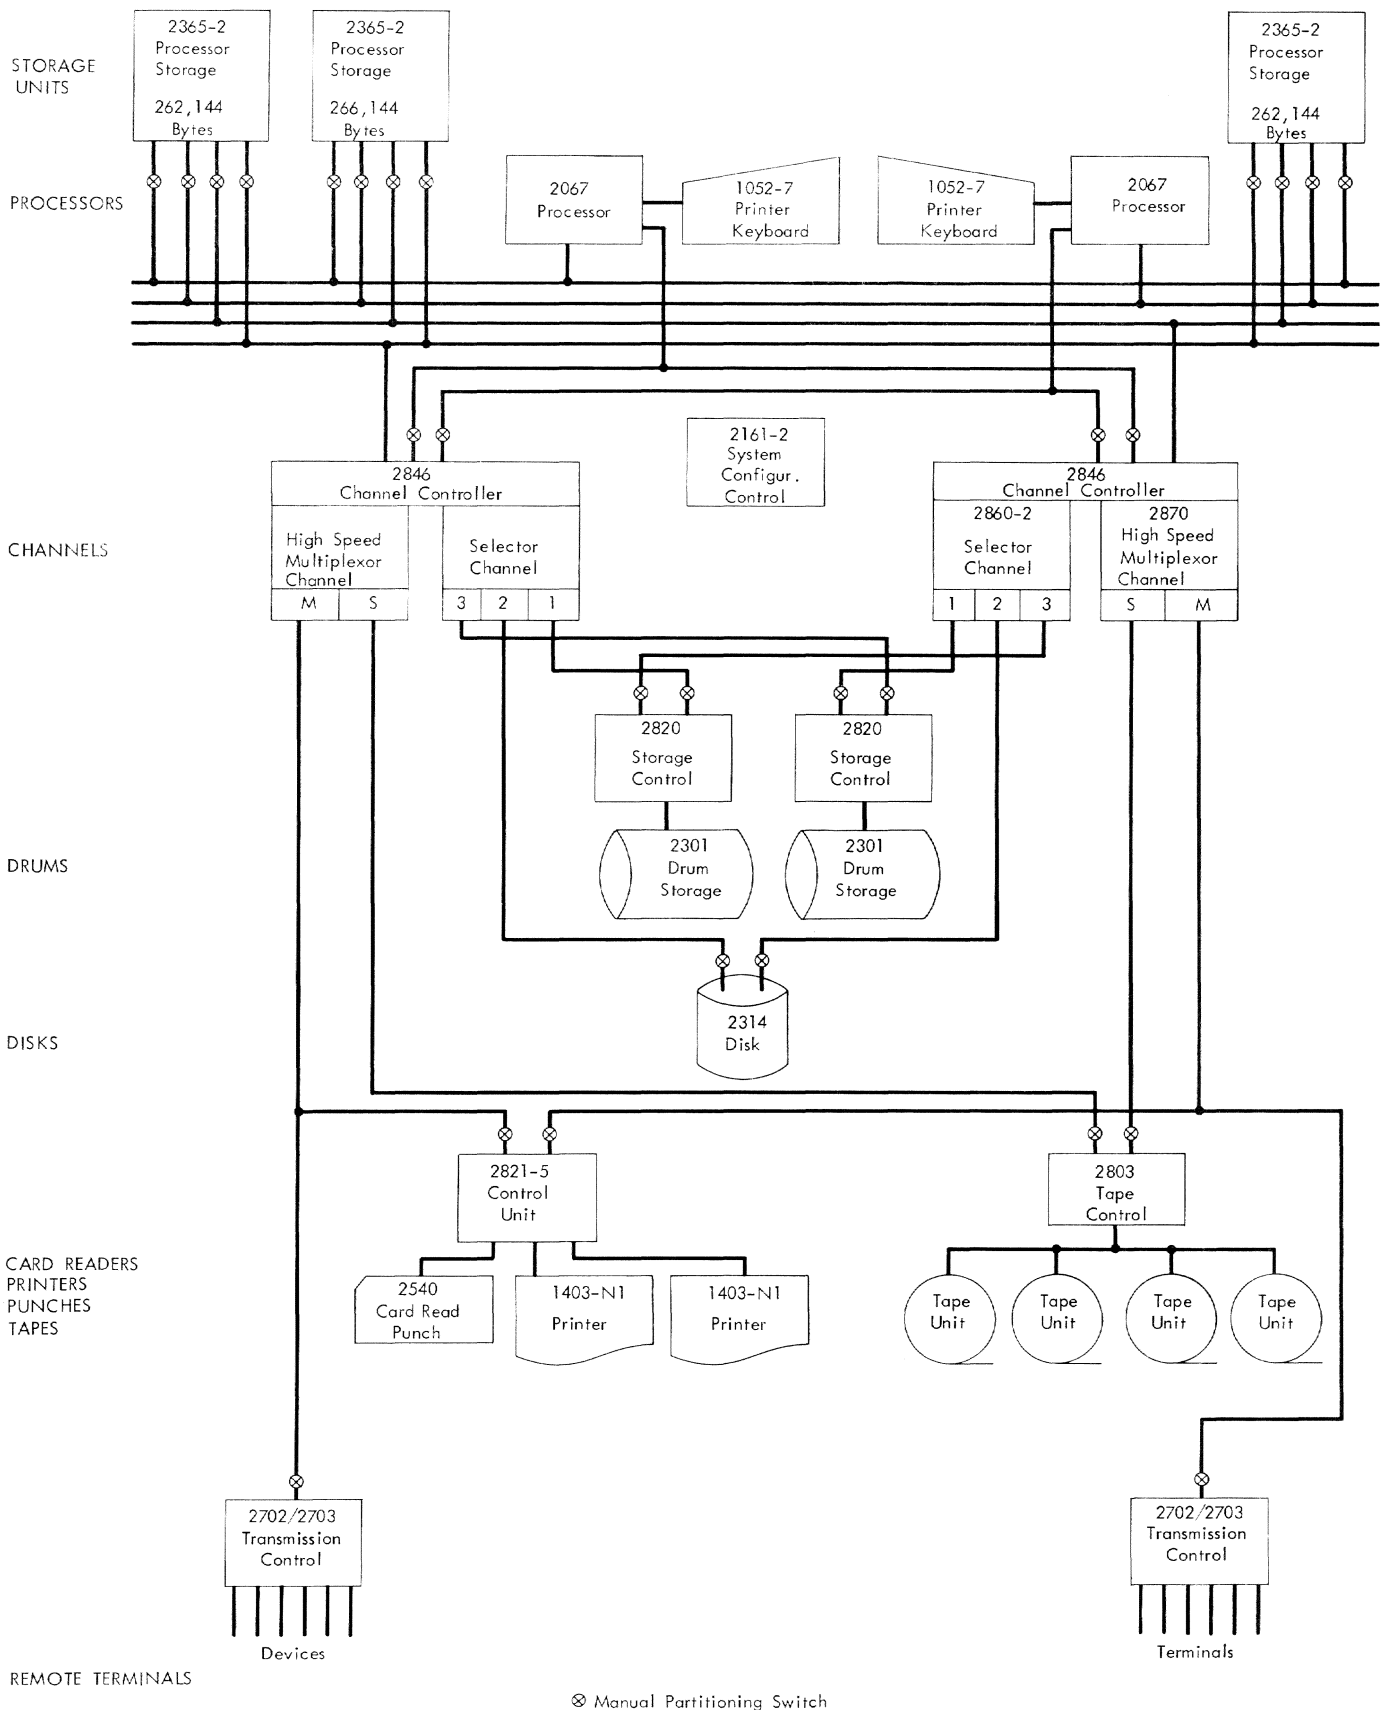 2365-2
Processor
Storage
262,144
Bytes
2365-2
Processor
Storage
266,144
Bytes
2365-2
Processor
Storage
262,144
Bytes
STORAGE
UNITS
PROCESSORS
2067
Processor
1052-7
Printer
Keyboard
1052-7
Printer
Keyboard
2067
Processor
2161-2
System
Configur.
Control
2846
Channel Controller
High Speed
Multiplexor
Channel
M
S
Selector
Channel
3
2
1
2846
Channel Controller
2860-2
Selector
Channel
1
2
3
2870
High Speed
Multiplexor
Channel
S
M
CHANNELS
2820
Storage
Control
2820
Storage
Control
DRUMS
2301
Drum
Storage
2301
Drum
Storage
DISKS
2314
Disk
2821-5
Control
Unit
2803
Tape
Control
CARD READERS
PRINTERS
PUNCHES
TAPES
2540
Card Read
Punch
1403-N1
Printer
1403-N1
Printer
Tape
Unit
Tape
Unit
Tape
Unit
Tape
Unit
2702/2703
Transmission
Control
Devices
2702/2703
Transmission
Control
Terminals
REMOTE TERMINALS
⊗ Manual Partitioning Switch